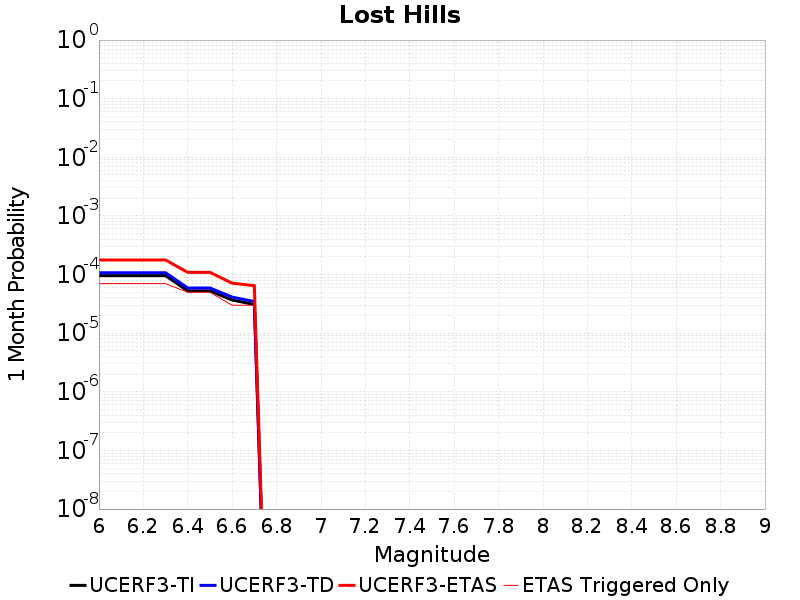 Lost Hills
10^0
10^-1
10^-2
10^-3
10^-4
10^-5
10^-6
10^-7
10^-8
1 Month Probability
6 6.2 6.4 6.6 6.8 7 7.2 7.4 7.6 7.8 8 8.2 8.4 8.6 8.8 9
Magnitude
UCERF3-TI UCERF3-TD UCERF3-ETAS ETAS Triggered Only